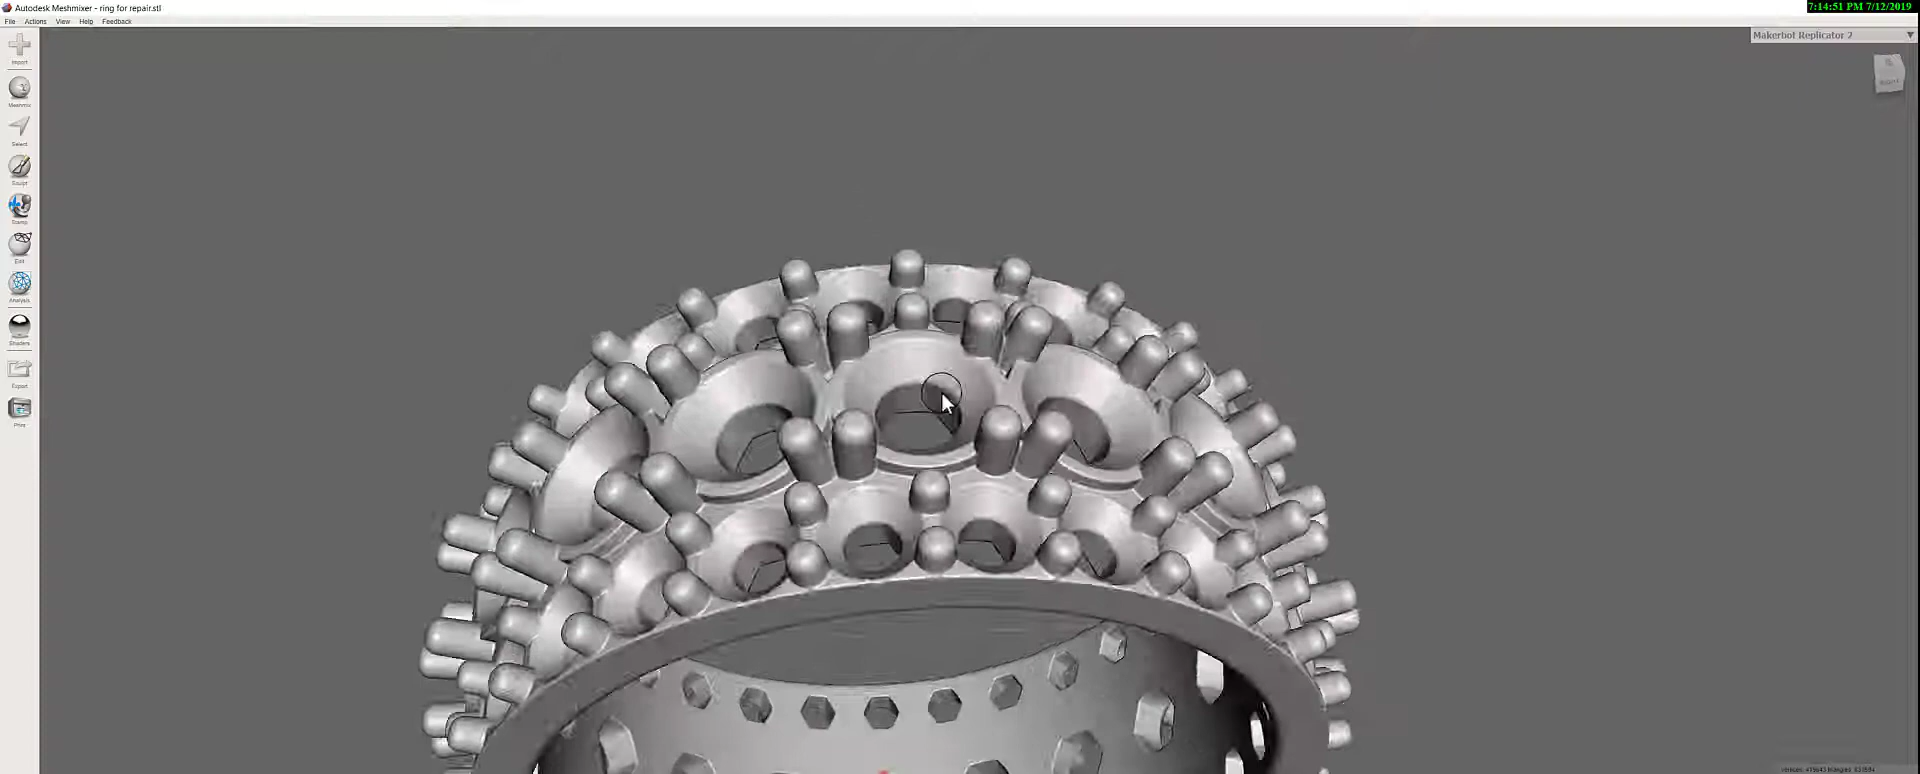 Autodesk Meshmixer - ring for repair.stl
7:14:51 PM 7/12/2019
File Actions View Help Feedback
Makerbot Replicator 2
Import
Meshmix
Select
Sculpt
Stamp
Edit
Analysis
Shaders
Export
Print